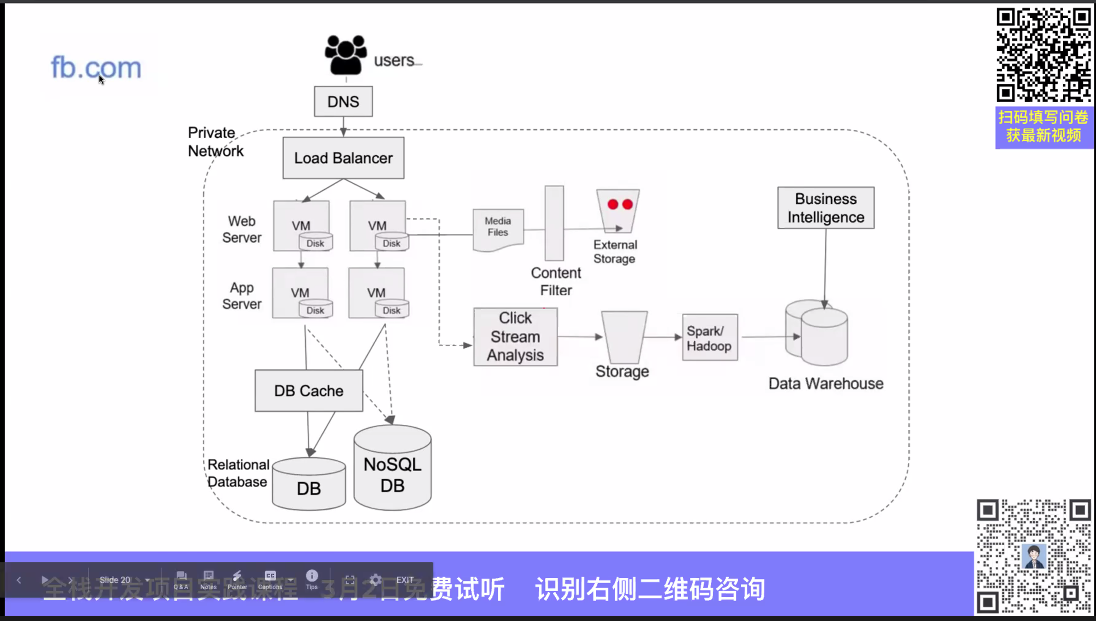 fb.com
users
DNS
Private
Network
Load Balancer
Web
Server
VM
Disk
VM
Disk
Media
Files
Content
Filter
External
Storage
Business
Intelligence
App
Server
VM
Disk
VM
Disk
Click
Stream
Analysis
Storage
Spark/
Hadoop
Data Warehouse
DB Cache
Relational
Database
DB
NoSQL
DB
扫码填写问卷
获最新视频
Slide 20
Q & A
Notes
Pointer
Captions
Tips
EXIT
全栈开发项目实践课程 3月2日免费试听 识别右侧二维码咨询